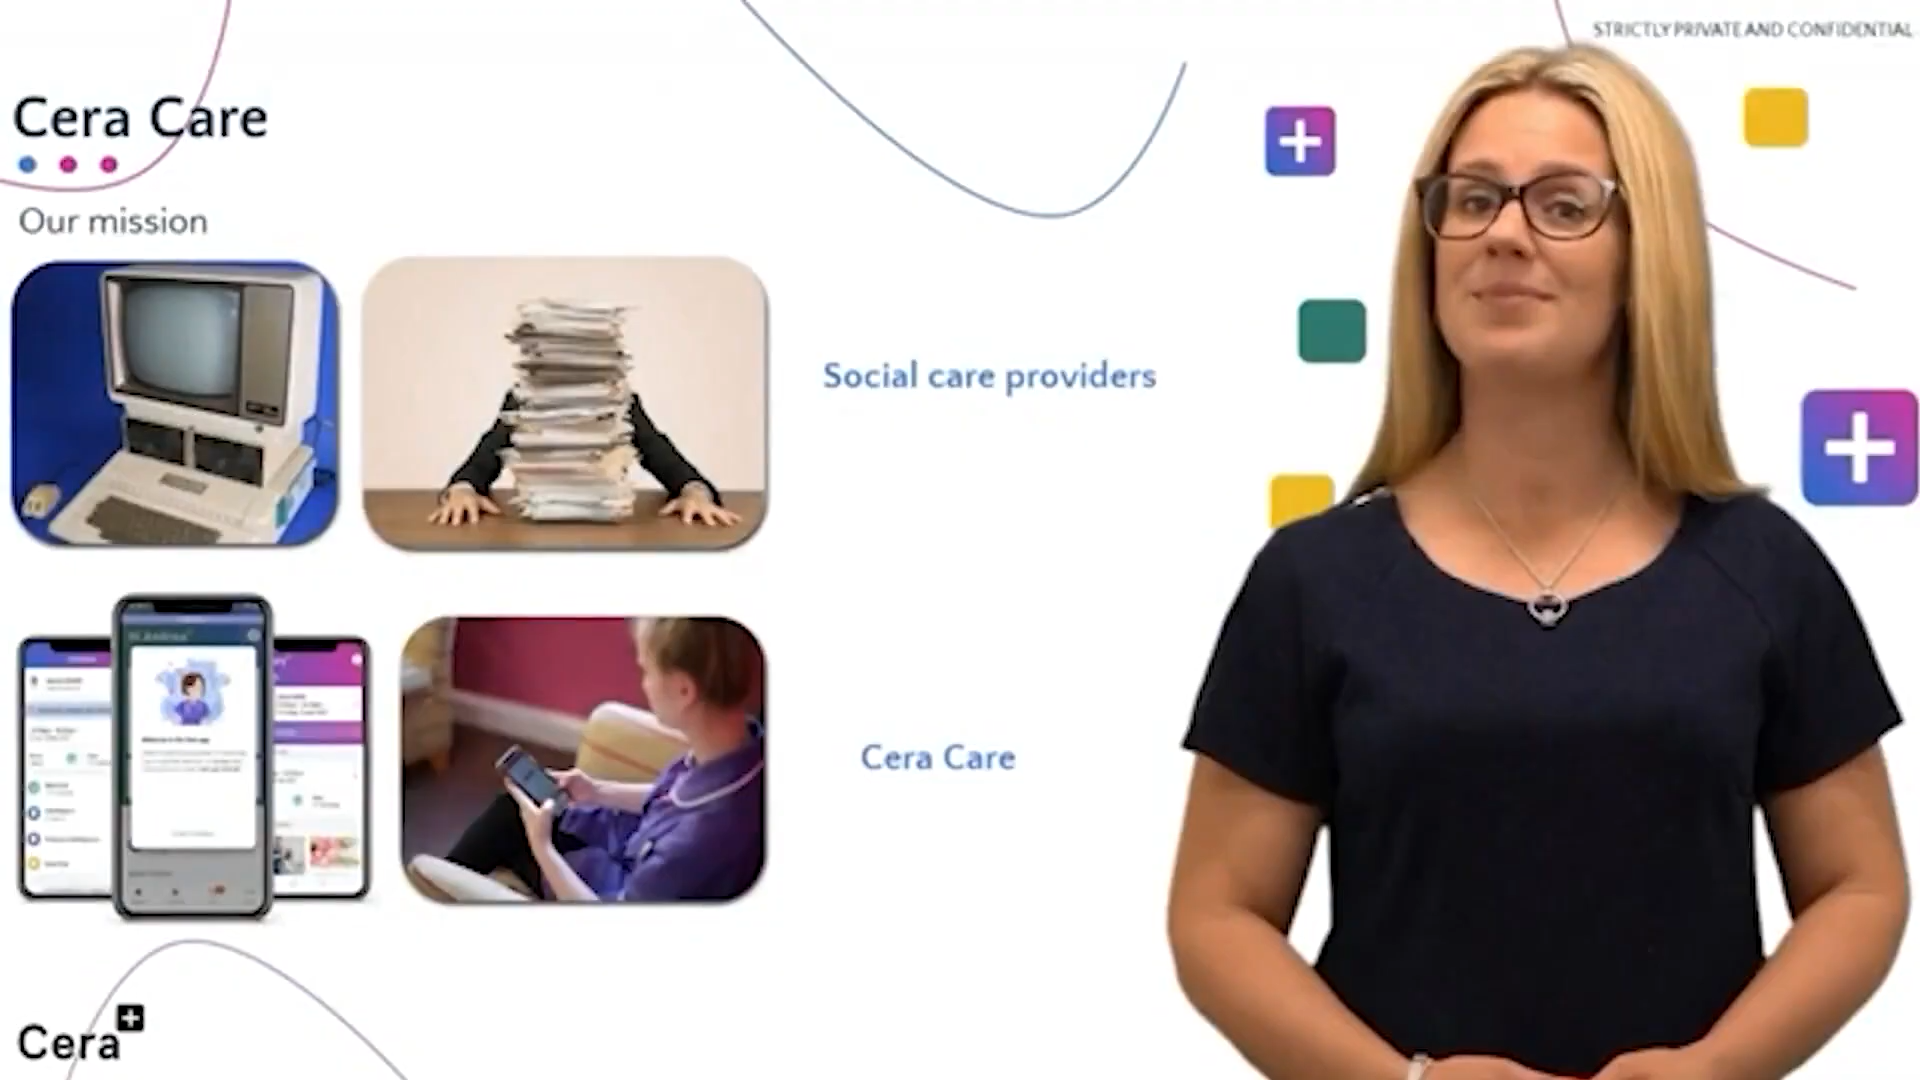 STRICTLY PRIVATE AND CONFIDENTIAL
Cera Care
Our mission
Social care providers
Cera Care
Cera